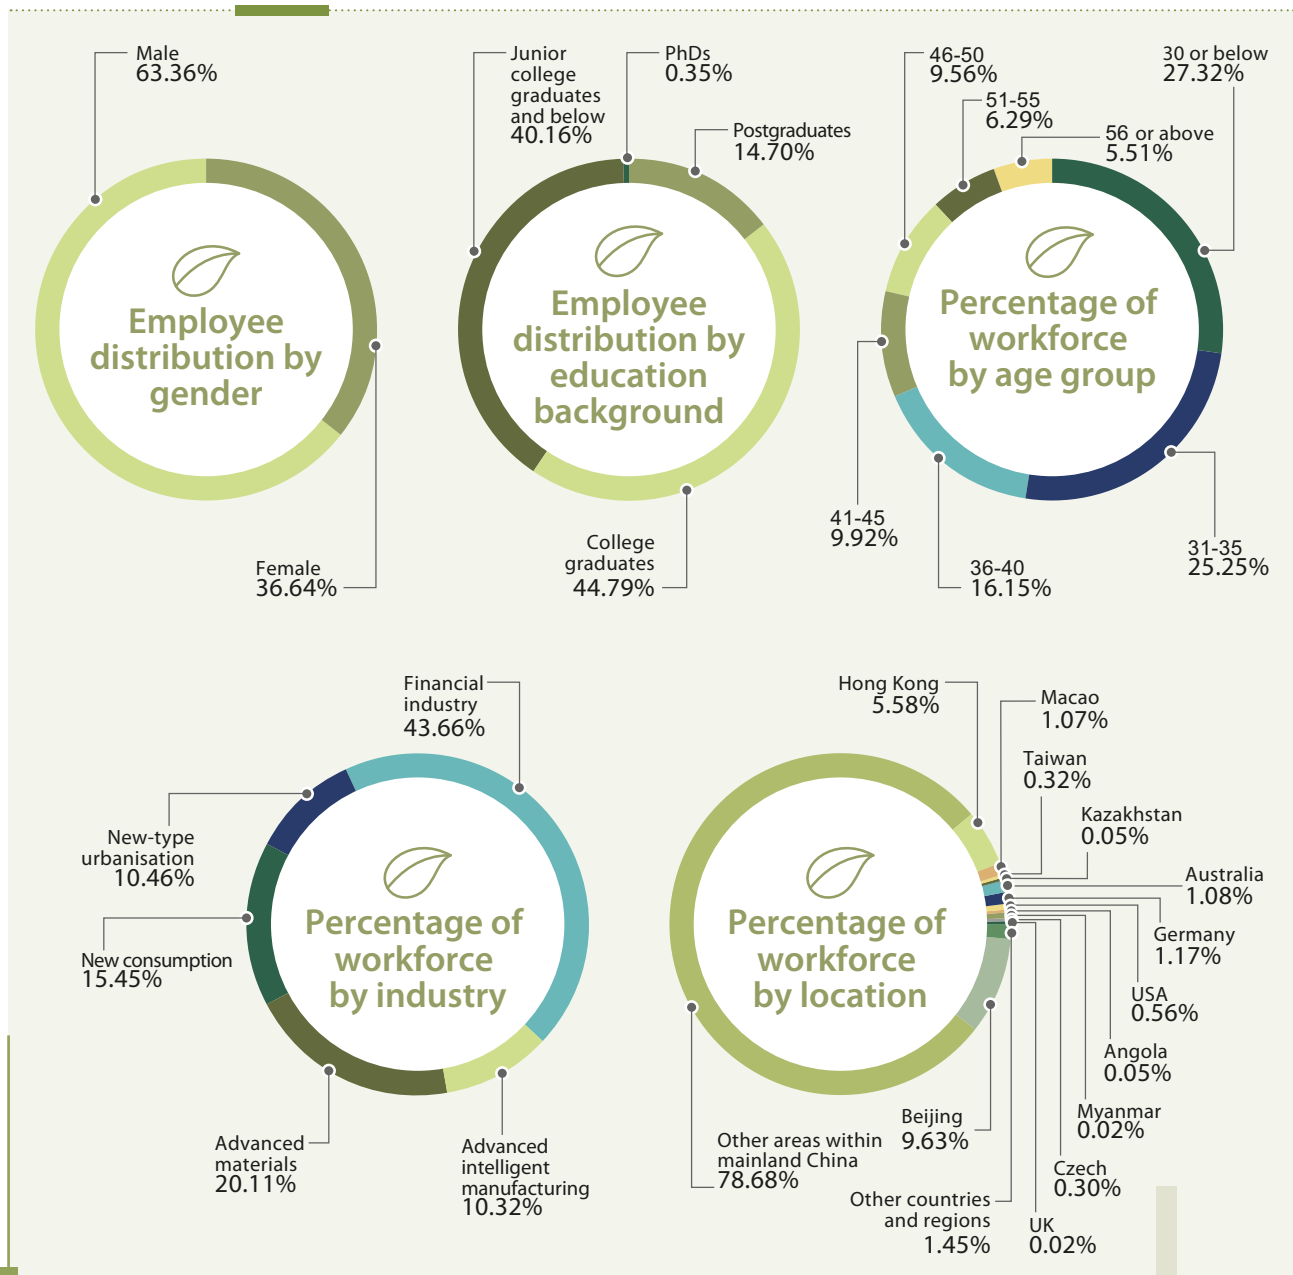 Male
63.36%
Female
36.64%
Employee
distribution by
gender
Junior
college
graduates
and below
40.16%
PhDs
0.35%
Postgraduates
14.70%
College
graduates
44.79%
Employee
distribution by
education
background
46-50
9.56%
51-55
6.29%
56 or above
5.51%
30 or below
27.32%
41-45
9.92%
36-40
16.15%
31-35
25.25%
Percentage of
workforce
by age group
Financial
industry
43.66%
New-type
urbanisation
10.46%
New consumption
15.45%
Advanced
materials
20.11%
Advanced
intelligent
manufacturing
10.32%
Percentage of
workforce
by industry
Hong Kong
5.58%
Macao
1.07%
Taiwan
0.32%
Kazakhstan
0.05%
Australia
1.08%
Germany
1.17%
USA
0.56%
Angola
0.05%
Myanmar
0.02%
Czech
0.30%
UK
0.02%
Other countries
and regions
1.45%
Beijing
9.63%
Other areas within
mainland China
78.68%
Percentage of
workforce
by location